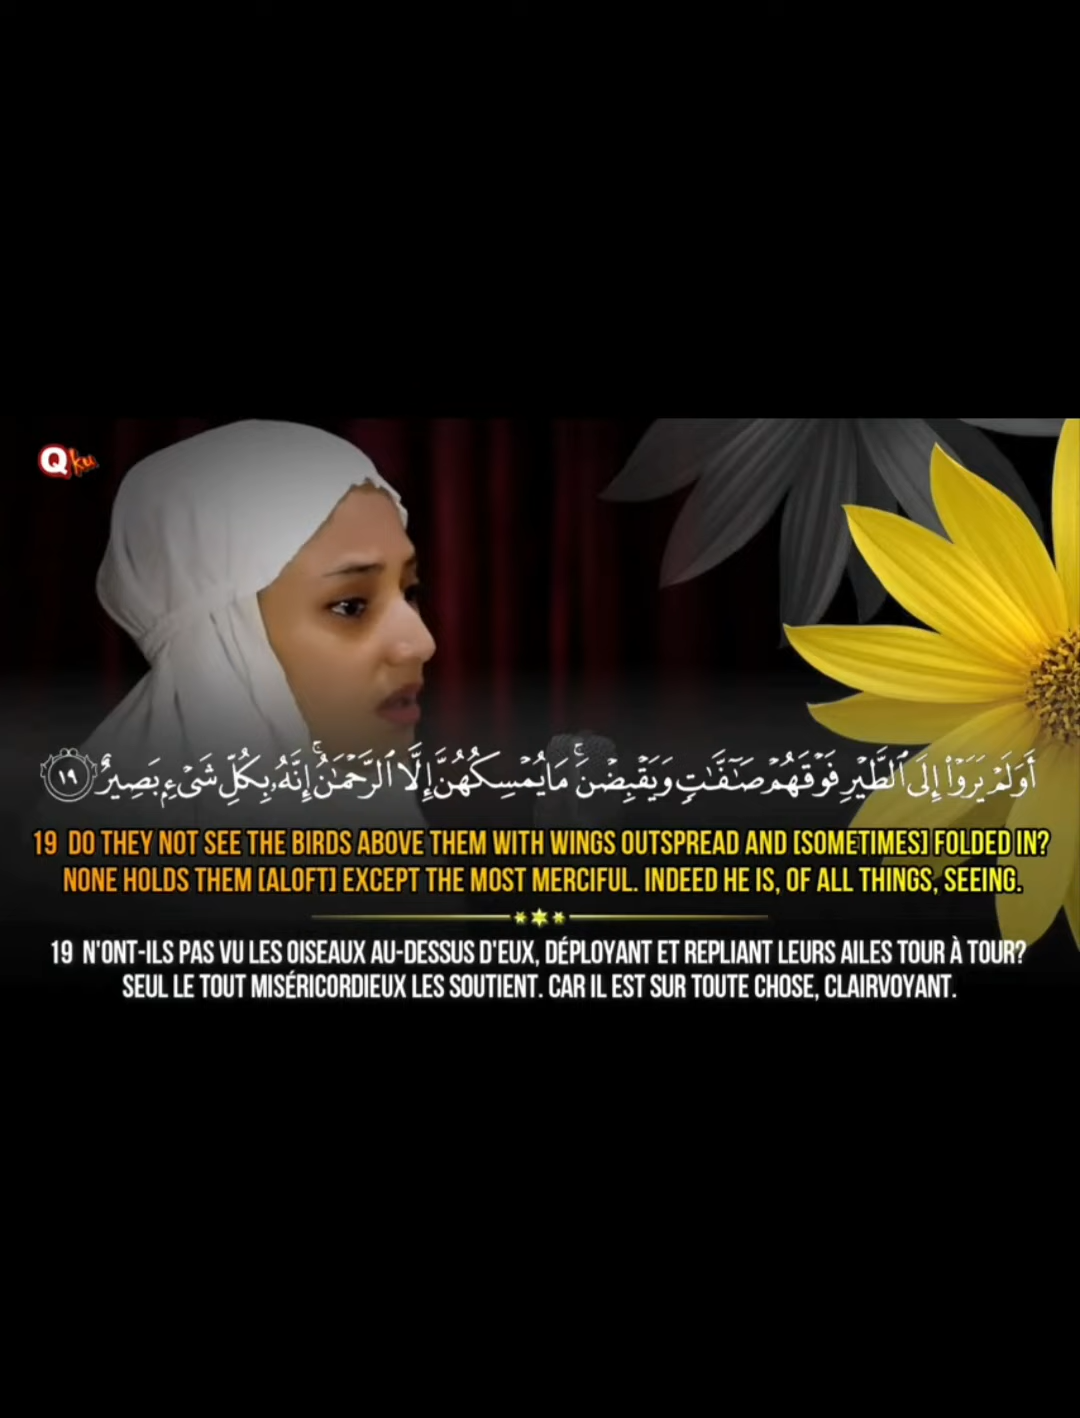 Qku
أَوَلَمْ يَرَوْا۟ إِلَى ٱلطَّيْرِ فَوْقَهُمْ صَٰٓفَّٰتٍ وَيَقْبِضْنَ ۚ مَا يُمْسِكُهُنَّ إِلَّا ٱلرَّحْمَٰنُ ۚ إِنَّهُۥ بِكُلِّ شَىْءٍۭ بَصِيرٌ ١٩
19 DO THEY NOT SEE THE BIRDS ABOVE THEM WITH WINGS OUTSPREAD AND [SOMETIMES] FOLDED IN?
NONE HOLDS THEM [ALOFT] EXCEPT THE MOST MERCIFUL. INDEED HE IS, OF ALL THINGS, SEEING.
19 N'ONT-ILS PAS VU LES OISEAUX AU-DESSUS D'EUX, DÉPLOYANT ET REPLIANT LEURS AILES TOUR À TOUR?
SEUL LE TOUT MISÉRICORDIEUX LES SOUTIENT. CAR IL EST SUR TOUTE CHOSE, CLAIRVOYANT.